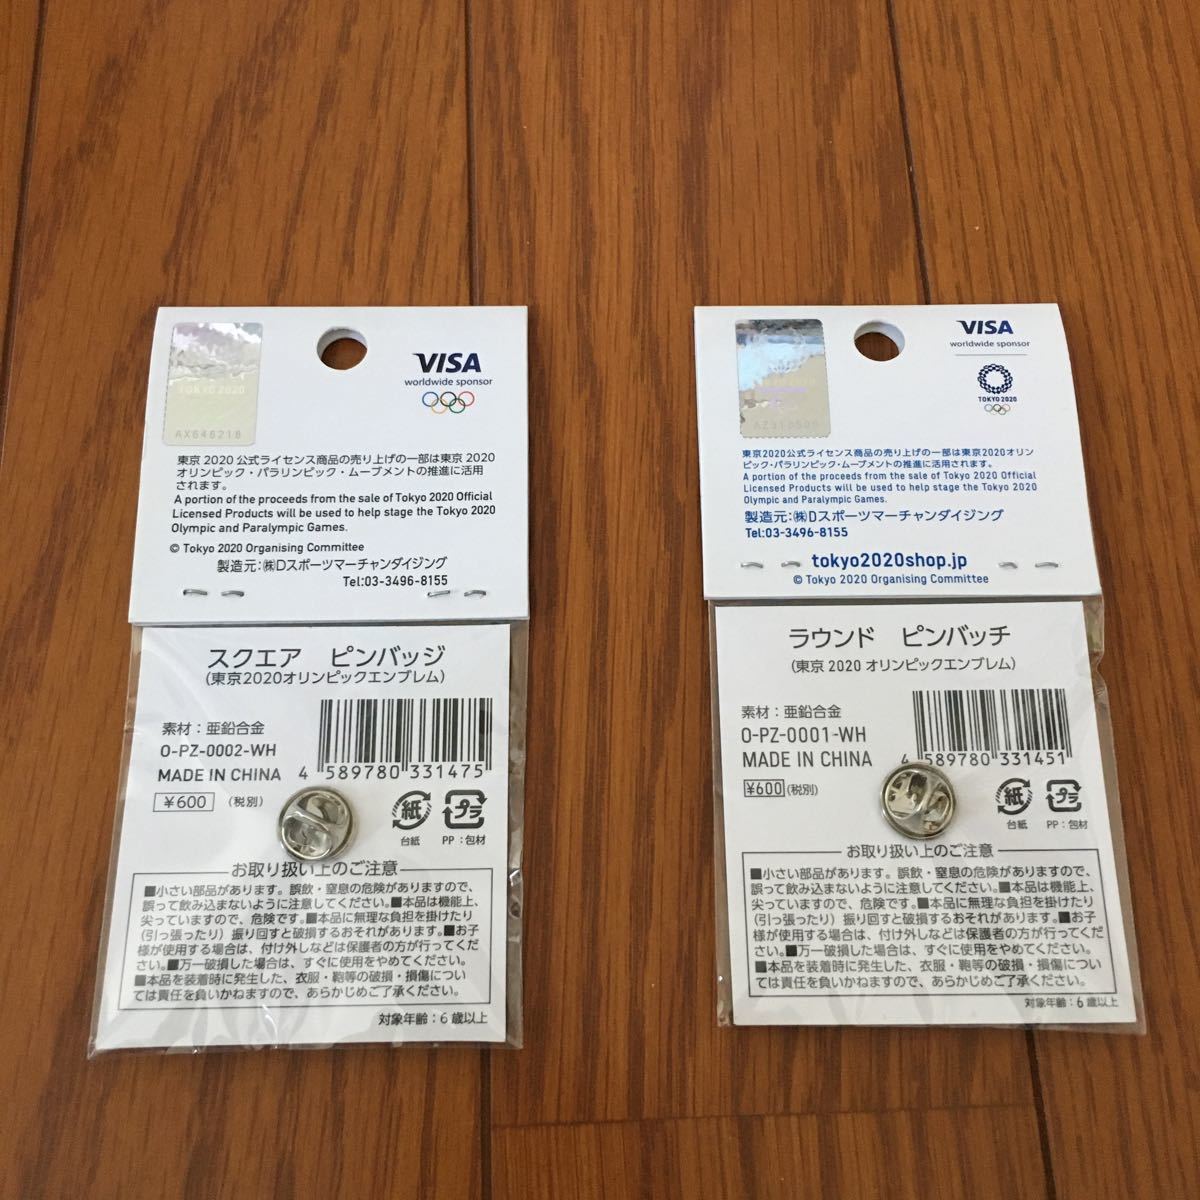 TOKYO 2020
AX646218
VISA
worldwide sponsor
東京 2020 公式ライセンス商品の売り上げの一部は東京 2020
オリンピック・パラリンピック・ムーブメントの推進に活用
されます。
A portion of the proceeds from the sale of Tokyo 2020 Official
Licensed Products will be used to help stage the Tokyo 2020
Olympic and Paralympic Games.
© Tokyo 2020 Organising Committee
製造元:㈱Dスポーツマーチャンダイジング
Tel:03-3496-8155
スクエア ピンバッジ
(東京2020オリンピックエンブレム)
素材:亜鉛合金
O-PZ-0002-WH
MADE IN CHINA
4 589780 331475
¥600 (税別)
紙
台紙
プラ
PP:包材
お取り扱い上のご注意
■小さい部品があります。誤飲・窒息の危険がありますので、
誤って飲み込まないように注意してください。■本品は機能上、
尖っていますので、危険です。■本品に無理な負担を掛けたり
(引っ張ったり) 振り回すと破損するおそれがあります。■お子
様が使用する場合は、付け外しなどは保護者の方が行ってくだ
さい。■万一破損した場合は、すぐに使用をやめてください。
■本品を装着時に発生した、衣服・鞄等の破損・損傷につい
ては責任を負いかねますので、あらかじめご了承ください。
対象年齢:6歳以上
VISA
worldwide sponsor
TOKYO 2020
東京2020公式ライセンス商品の売り上げの一部は東京2020オリン
ピック・パラリンピック・ムーブメントの推進に活用されます。
A portion of the proceeds from the sale of Tokyo 2020 Official
Licensed Products will be used to help stage the Tokyo 2020
Olympic and Paralympic Games.
製造元:㈱Dスポーツマーチャンダイジング
Tel:03-3496-8155
tokyo2020shop.jp
© Tokyo 2020 Organising Committee
ラウンド ピンバッチ
(東京 2020 オリンピックエンブレム)
素材:亜鉛合金
O-PZ-0001-WH
MADE IN CHINA
4 589780 331451
¥600 (税別)
紙
台紙
プラ
PP:包材
お取り扱い上のご注意
■小さい部品があります。誤飲・窒息の危険がありますので、
誤って飲み込まないように注意してください。■本品は機能上、
尖っていますので、危険です。■本品に無理な負担を掛けたり
(引っ張ったり) 振り回すと破損するおそれがあります。■お子
様が使用する場合は、付け外しなどは保護者の方が行ってくだ
さい。■万一破損した場合は、すぐに使用をやめてください。
■本品を装着時に発生した、衣服・鞄等の破損・損傷につい
ては責任を負いかねますので、あらかじめご了承ください。
対象年齢:6歳以上